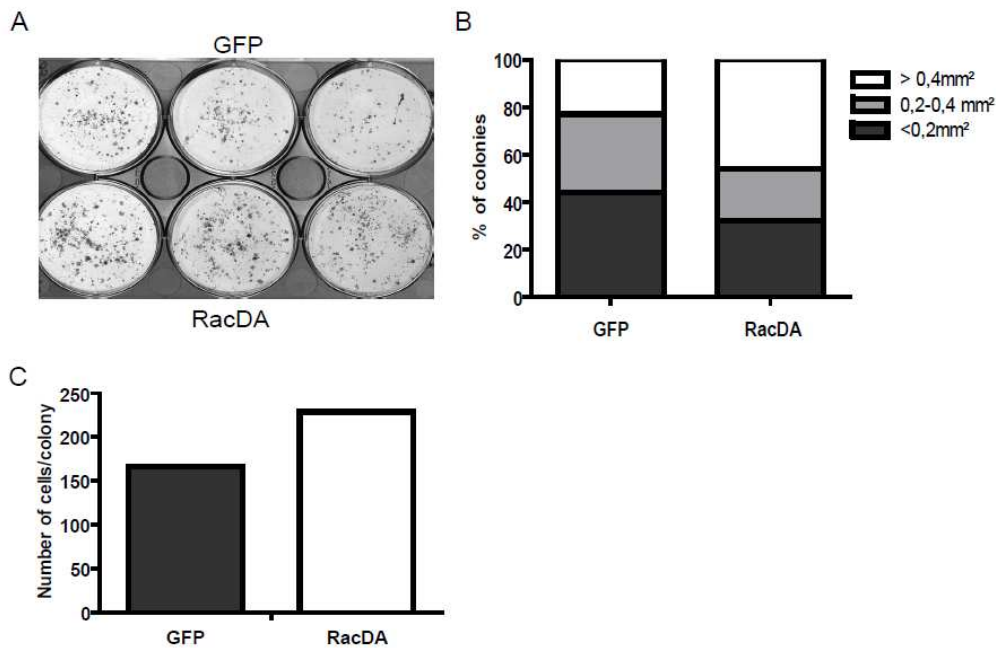 A
GFP
RacDA
B
% of colonies
100
80
60
40
20
0
GFP
RacDA
> 0,4mm²
0,2-0,4 mm²
<0,2mm²
C
Number of cells/colony
250
200
150
100
50
0
GFP
RacDA